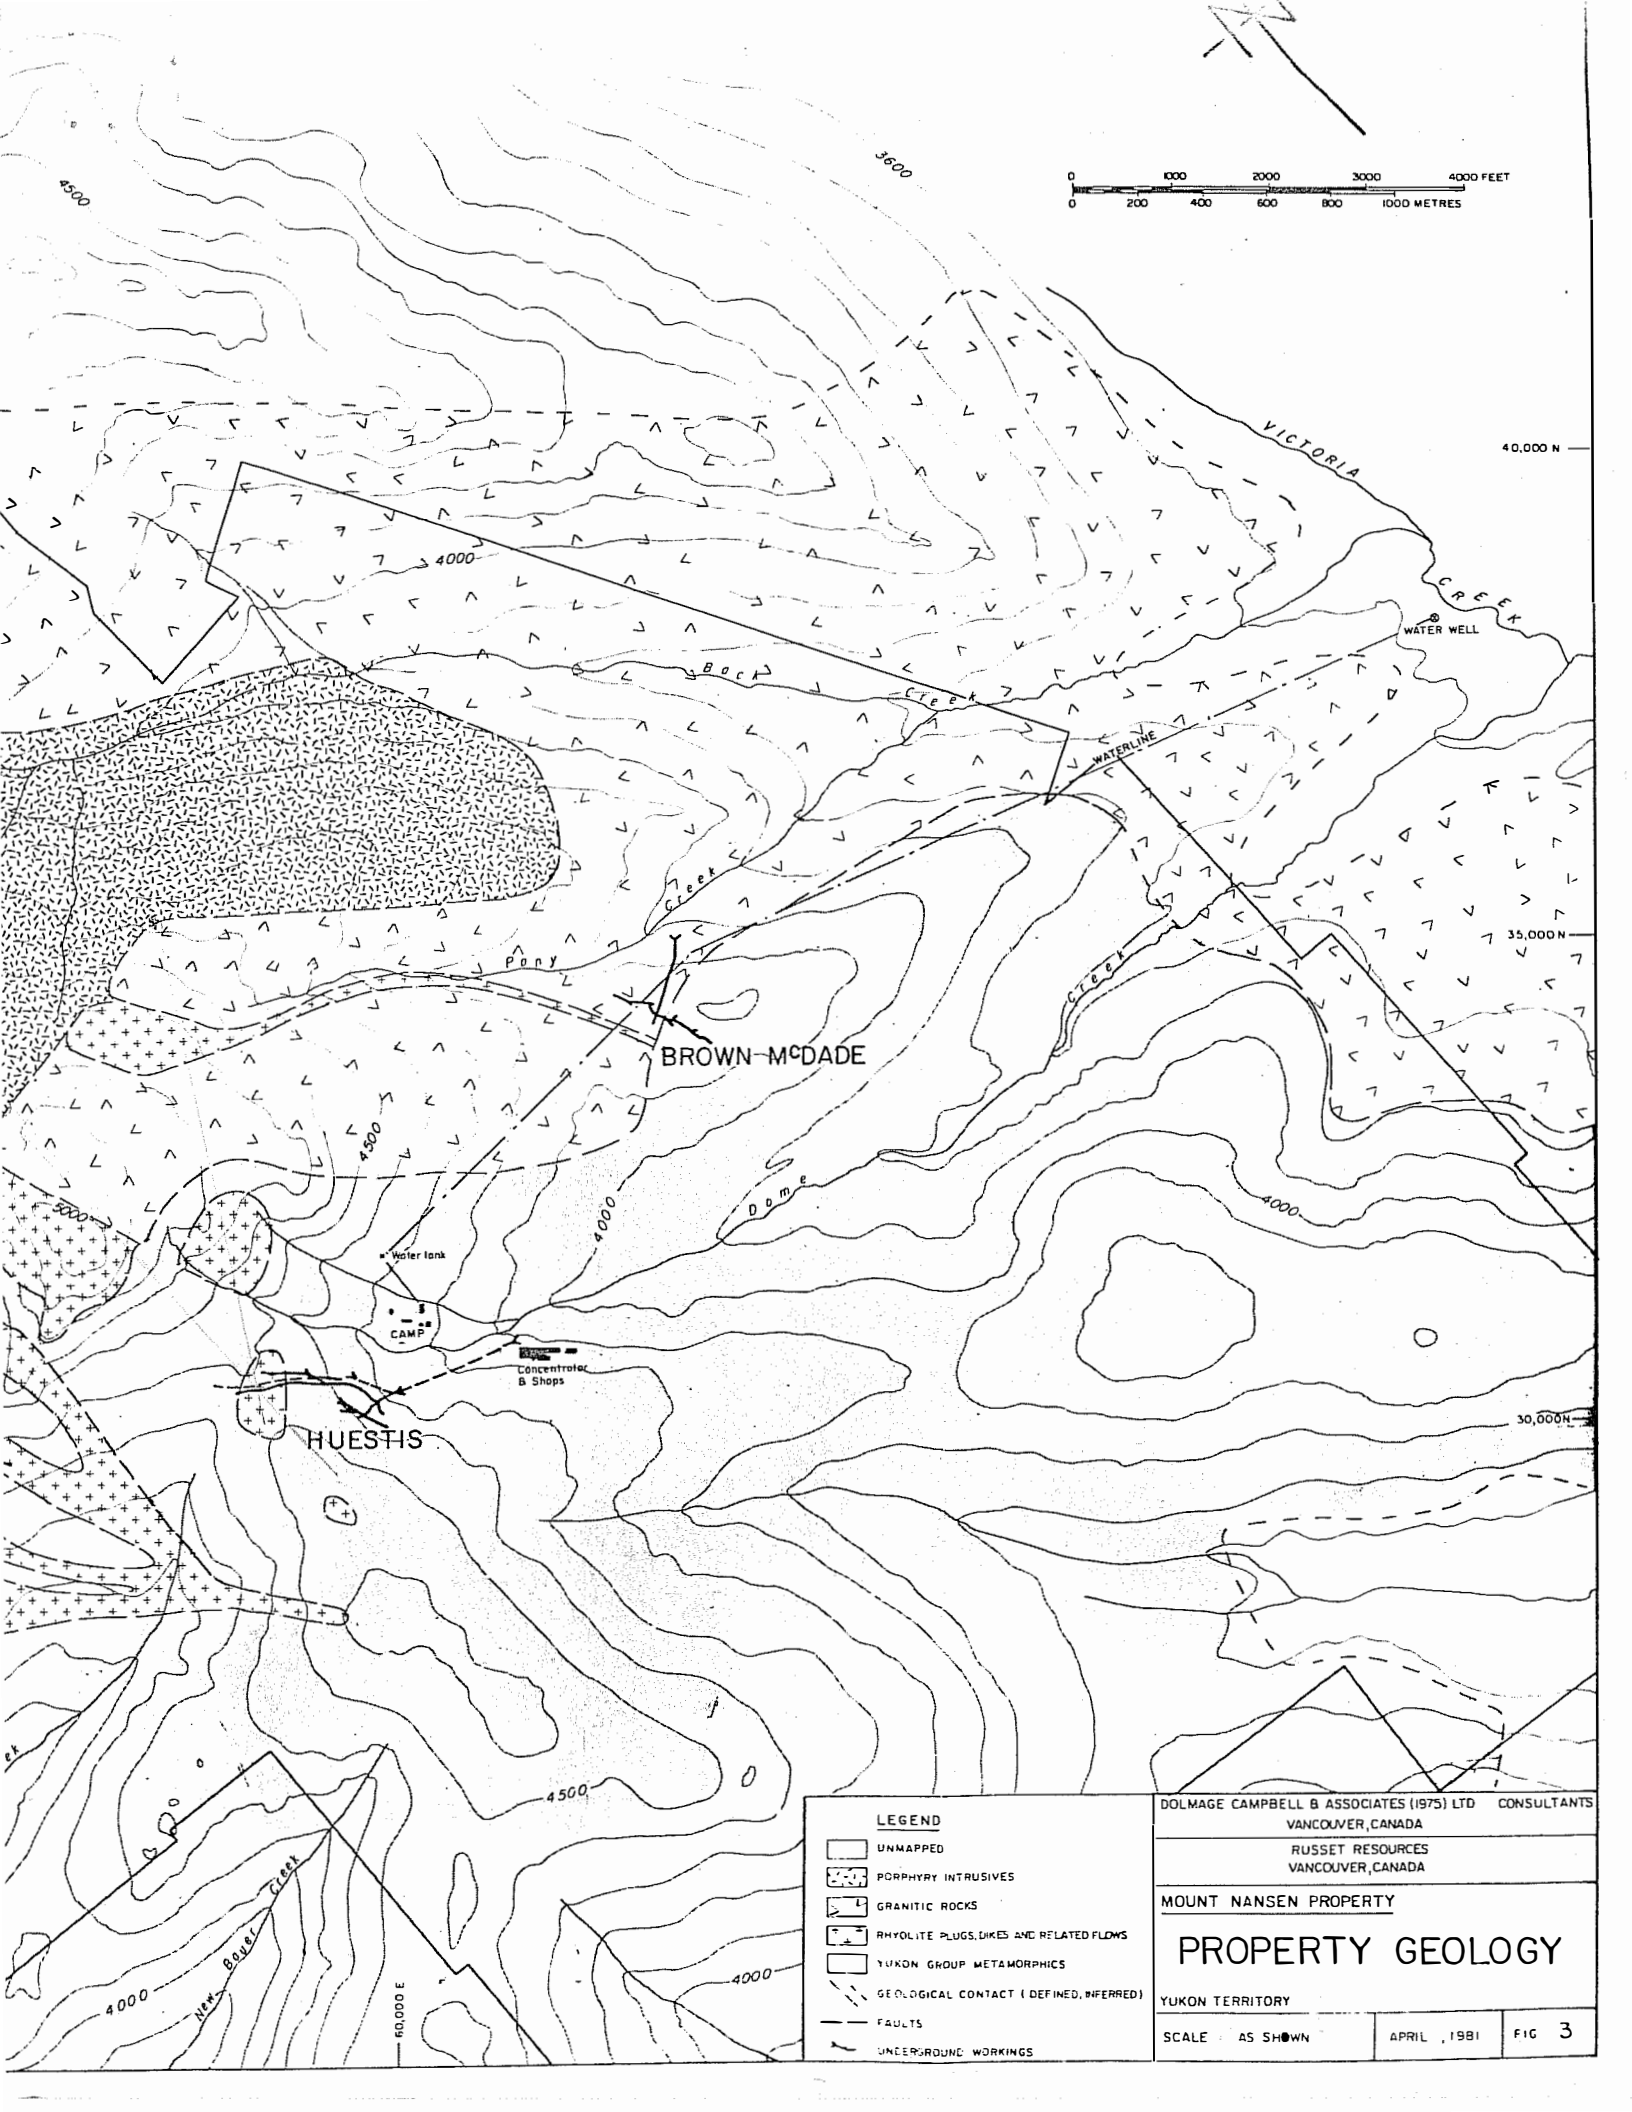 3600
4500
0 1000 2000 3000 4000 FEET
0 200 400 600 800 1000 METRES
VICTORIA
CREEK
40,000 N
4000
WATER WELL
Back Creek
WATERLINE
Creek
Pony
35,000 N
Creek
BROWN-McDADE
4500
Dome
5000
4000
4000
Water tank
CAMP
Concentrator
& Shops
30,000N
HUESTIS
ek
4500
New Boyer Creek
4000
60,000 E
4000
LEGEND
UNMAPPED
PORPHYRY INTRUSIVES
GRANITIC ROCKS
RHYOLITE PLUGS, DIKES AND RELATED FLOWS
YUKON GROUP METAMORPHICS
GEOLOGICAL CONTACT (DEFINED, INFERRED)
FAULTS
UNDERGROUND WORKINGS
DOLMAGE CAMPBELL & ASSOCIATES (1975) LTD CONSULTANTS
VANCOUVER, CANADA
RUSSET RESOURCES
VANCOUVER, CANADA
MOUNT NANSEN PROPERTY
PROPERTY GEOLOGY
YUKON TERRITORY
SCALE : AS SHOWN
APRIL , 1981
FIG 3